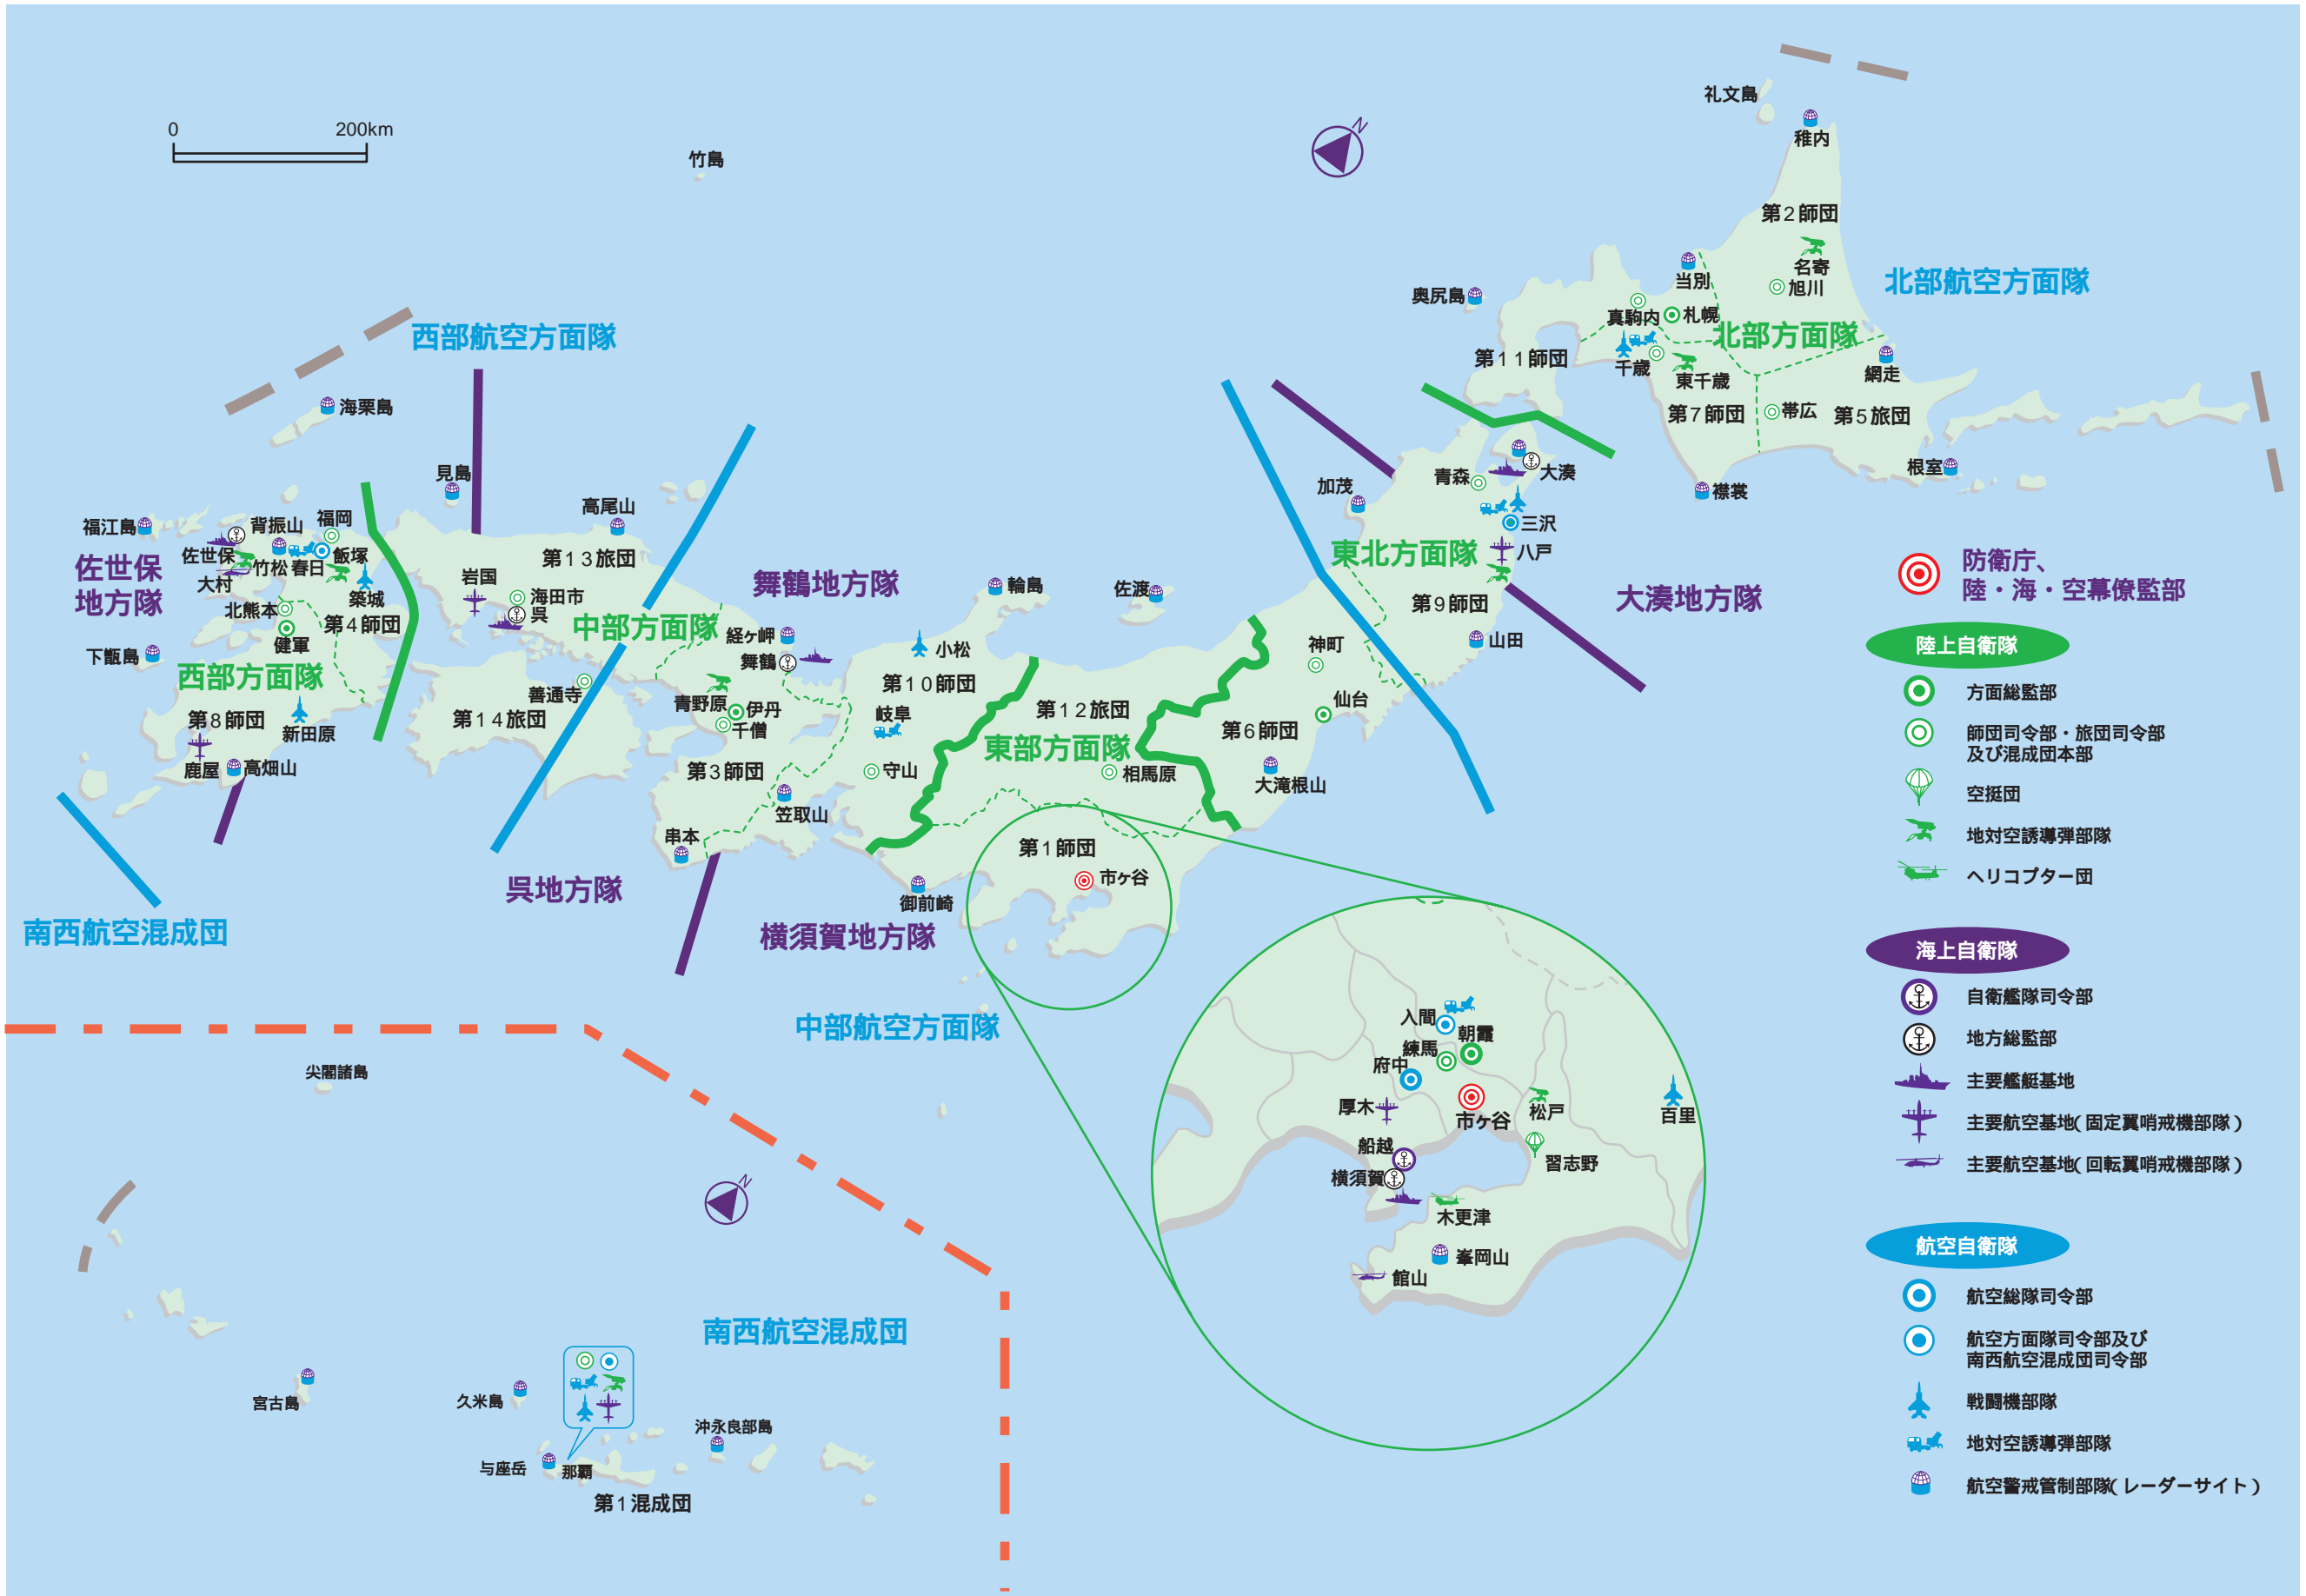 0 200km
竹島
礼文島
稚内
第2師団
名寄
旭川
当別
北部航空方面隊
奥尻島
真駒内
札幌
北部方面隊
第11師団
千歳
東千歳
網走
第7師団
帯広
第5旅団
根室
襟裳
西部航空方面隊
海栗島
見島
高尾山
福江島
背振山
福岡
佐世保
竹松
春日
飯塚
大村
築城
佐世保
地方隊
北熊本
第4師団
健軍
下甑島
西部方面隊
第8師団
新田原
鹿屋
高畑山
第13旅団
岩国
海田市
呉
中部方面隊
善通寺
第14旅団
舞鶴地方隊
経ヶ岬
舞鶴
輪島
小松
佐渡
第10師団
青野原
伊丹
千僧
岐阜
第3師団
守山
笠取山
串本
第12旅団
東部方面隊
相馬原
加茂
青森
大湊
三沢
八戸
東北方面隊
第9師団
大湊地方隊
山田
神町
仙台
第6師団
大滝根山
第1師団
市ヶ谷
御前崎
呉地方隊
横須賀地方隊
中部航空方面隊
南西航空混成団
尖閣諸島
南西航空混成団
宮古島
久米島
沖永良部島
与座岳
那覇
第1混成団
入間
朝霞
練馬
府中
厚木
市ヶ谷
松戸
百里
船越
習志野
横須賀
木更津
峯岡山
館山
N
N
防衛庁、
陸・海・空幕僚監部
陸上自衛隊
方面総監部
師団司令部・旅団司令部
及び混成団本部
空挺団
地対空誘導弾部隊
ヘリコプター団
海上自衛隊
自衛艦隊司令部
地方総監部
主要艦艇基地
主要航空基地(固定翼哨戒機部隊)
主要航空基地(回転翼哨戒機部隊)
航空自衛隊
航空総隊司令部
航空方面隊司令部及び
南西航空混成団司令部
戦闘機部隊
地対空誘導弾部隊
航空警戒管制部隊(レーダーサイト)